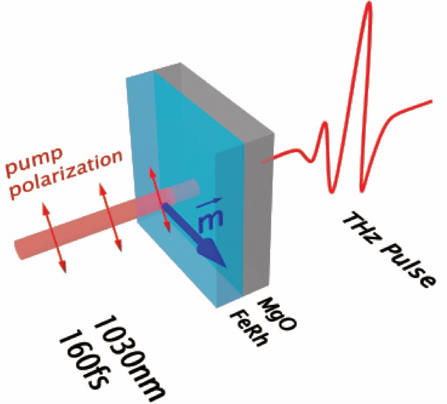 pump
polarization
m
1030nm
160fs
MgO
FeRh
THz Pulse